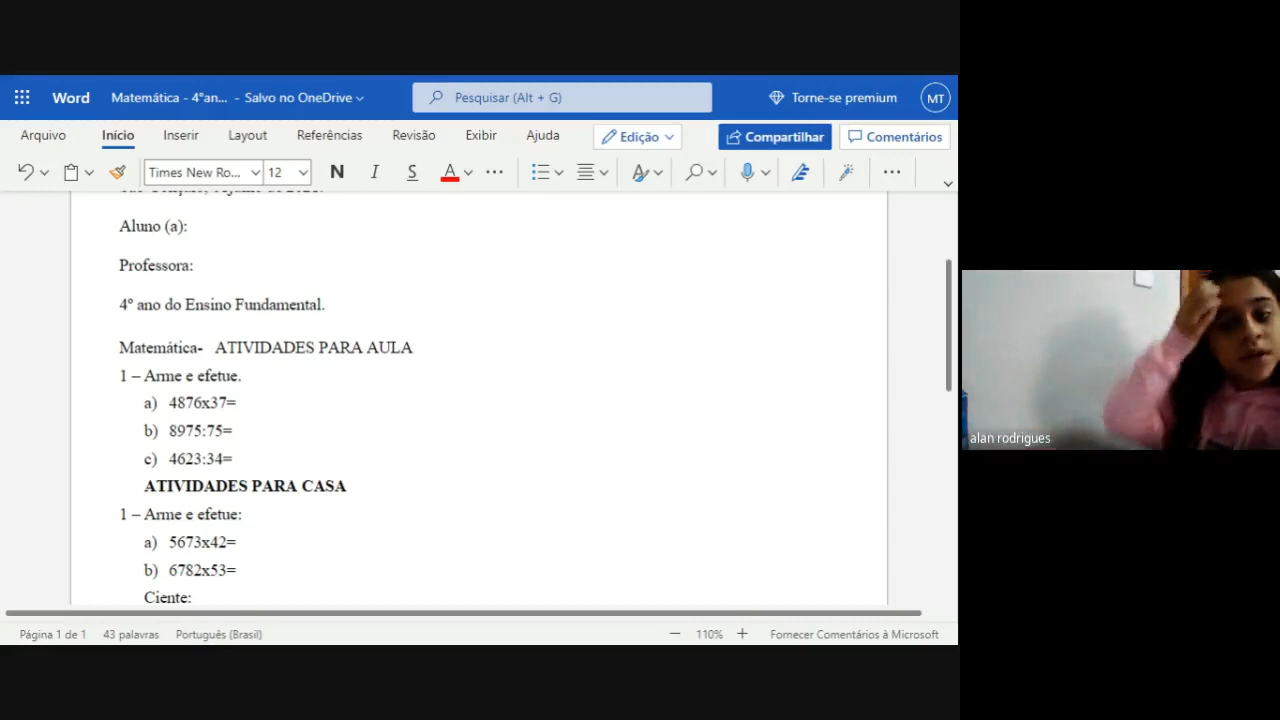 Word Matemática - 4°an... - Salvo no OneDrive Pesquisar (Alt + G) Torne-se premium MT
Arquivo Início Inserir Layout Referências Revisão Exibir Ajuda Edição Compartilhar Comentários
Times New Ro... 12 N I S A ...
Aluno (a):
Professora:
4º ano do Ensino Fundamental.
Matemática- ATIVIDADES PARA AULA
1 – Arme e efetue.
a) 4876x37=
b) 8975:75=
c) 4623:34=
ATIVIDADES PARA CASA
1 – Arme e efetue:
a) 5673x42=
b) 6782x53=
Ciente:
alan rodrigues
Página 1 de 1 43 palavras Português (Brasil) 110% Fornecer Comentários à Microsoft